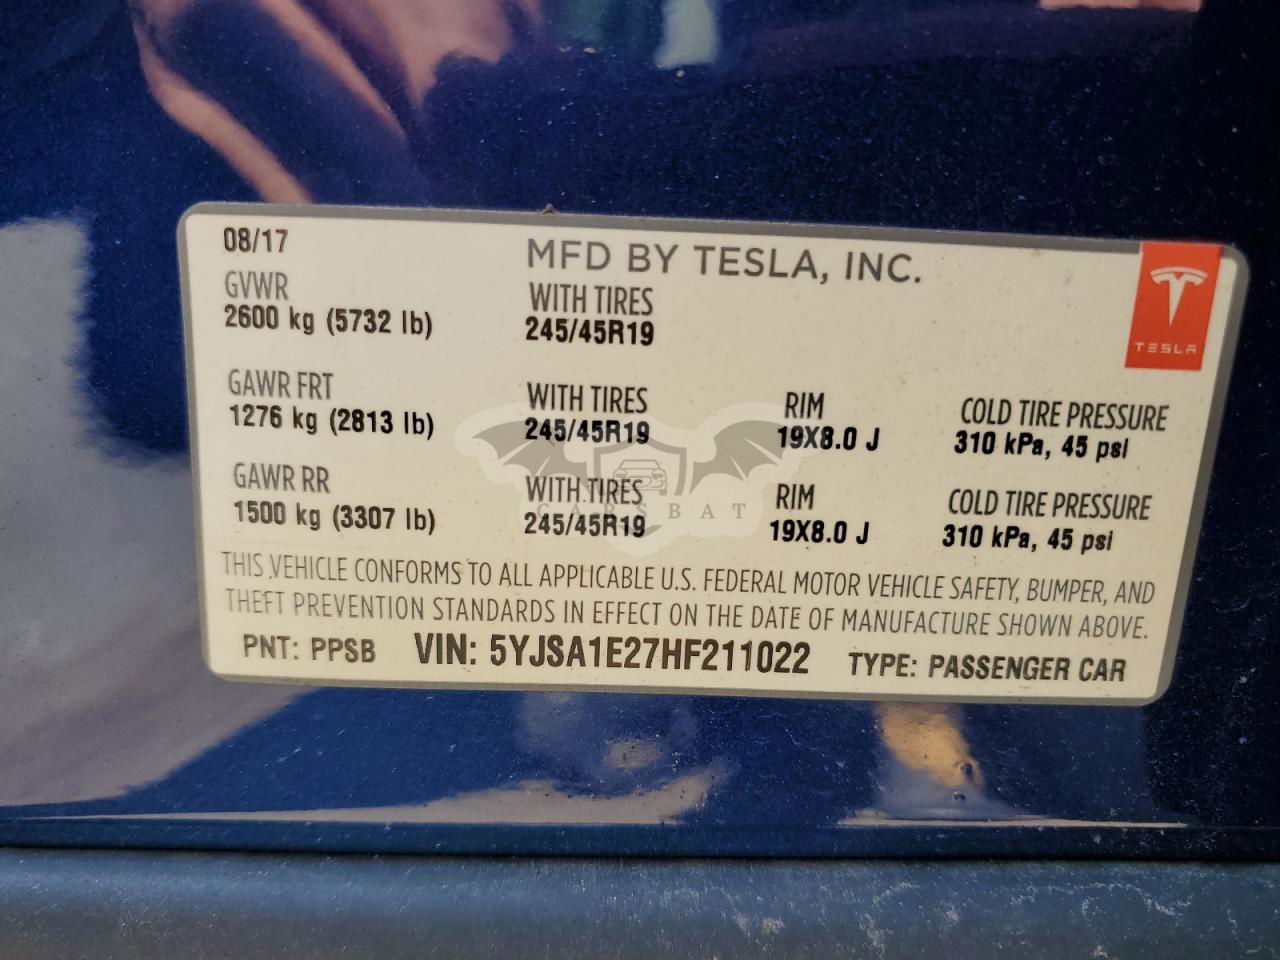 08/17
MFD BY TESLA, INC.
GVWR
2600 kg (5732 lb)
WITH TIRES
245/45R19
TESLA
GAWR FRT
1276 kg (2813 lb)
WITH TIRES
245/45R19
RIM
19X8.0 J
COLD TIRE PRESSURE
310 kPa, 45 psi
GAWR RR
1500 kg (3307 lb)
WITH TIRES
245/45R19
RIM
19X8.0 J
COLD TIRE PRESSURE
310 kPa, 45 psi
CARSBAT
THIS VEHICLE CONFORMS TO ALL APPLICABLE U.S. FEDERAL MOTOR VEHICLE SAFETY, BUMPER, AND
THEFT PREVENTION STANDARDS IN EFFECT ON THE DATE OF MANUFACTURE SHOWN ABOVE.
PNT: PPSB VIN: 5YJSA1E27HF211022 TYPE: PASSENGER CAR